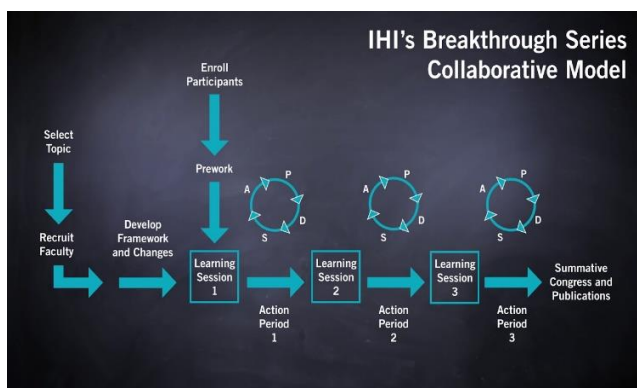 IHI's Breakthrough Series
Collaborative Model
Enroll
Participants
Select
Topic
Prework
P
A
D
S
P
A
D
S
P
A
D
S
Recruit
Faculty
Develop
Framework
and Changes
Learning
Session
1
Learning
Session
2
Learning
Session
3
Summative
Congress and
Publications
Action
Period
1
Action
Period
2
Action
Period
3